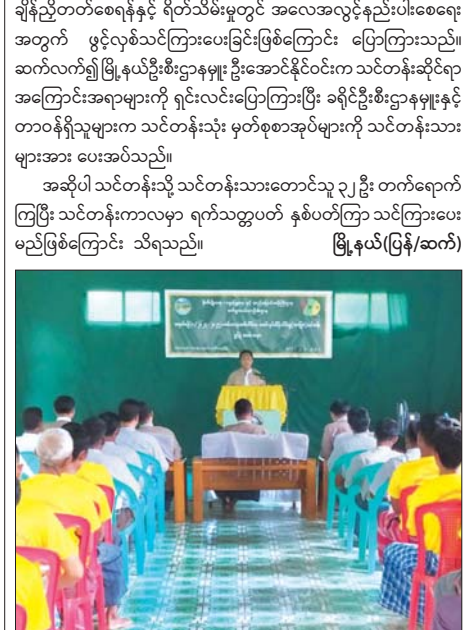 ချိန်ညှိတတ်စေရန်နှင့် ရိတ်သိမ်းမှုတွင် အလေအလွင့်နည်းပါးစေရေး
အတွက် ဖွင့်လှစ်သင်ကြားပေးခြင်းဖြစ်ကြောင်း ပြောကြားသည်။
ဆက်လက်၍ မြို့နယ်ဦးစီးဌာနမှူး ဦးအောင်နိုင်ဝင်းက သင်တန်းဆိုင်ရာ
အကြောင်းအရာများကို ရှင်းလင်းပြောကြားပြီး ခရိုင်ဦးစီးဌာနမှူးနှင့်
တာဝန်ရှိသူများက သင်တန်းသုံး မှတ်စုစာအုပ်များကို သင်တန်းသား
များအား ပေးအပ်သည်။
အဆိုပါ သင်တန်းသို့ သင်တန်းသားတောင်သူ ၃၂ ဦး တက်ရောက်
ကြပြီး သင်တန်းကာလမှာ ရက်သတ္တပတ် နှစ်ပတ်ကြာ သင်ကြားပေး
မည်ဖြစ်ကြောင်း သိရသည်။ မြို့နယ်(ပြန်/ဆက်)